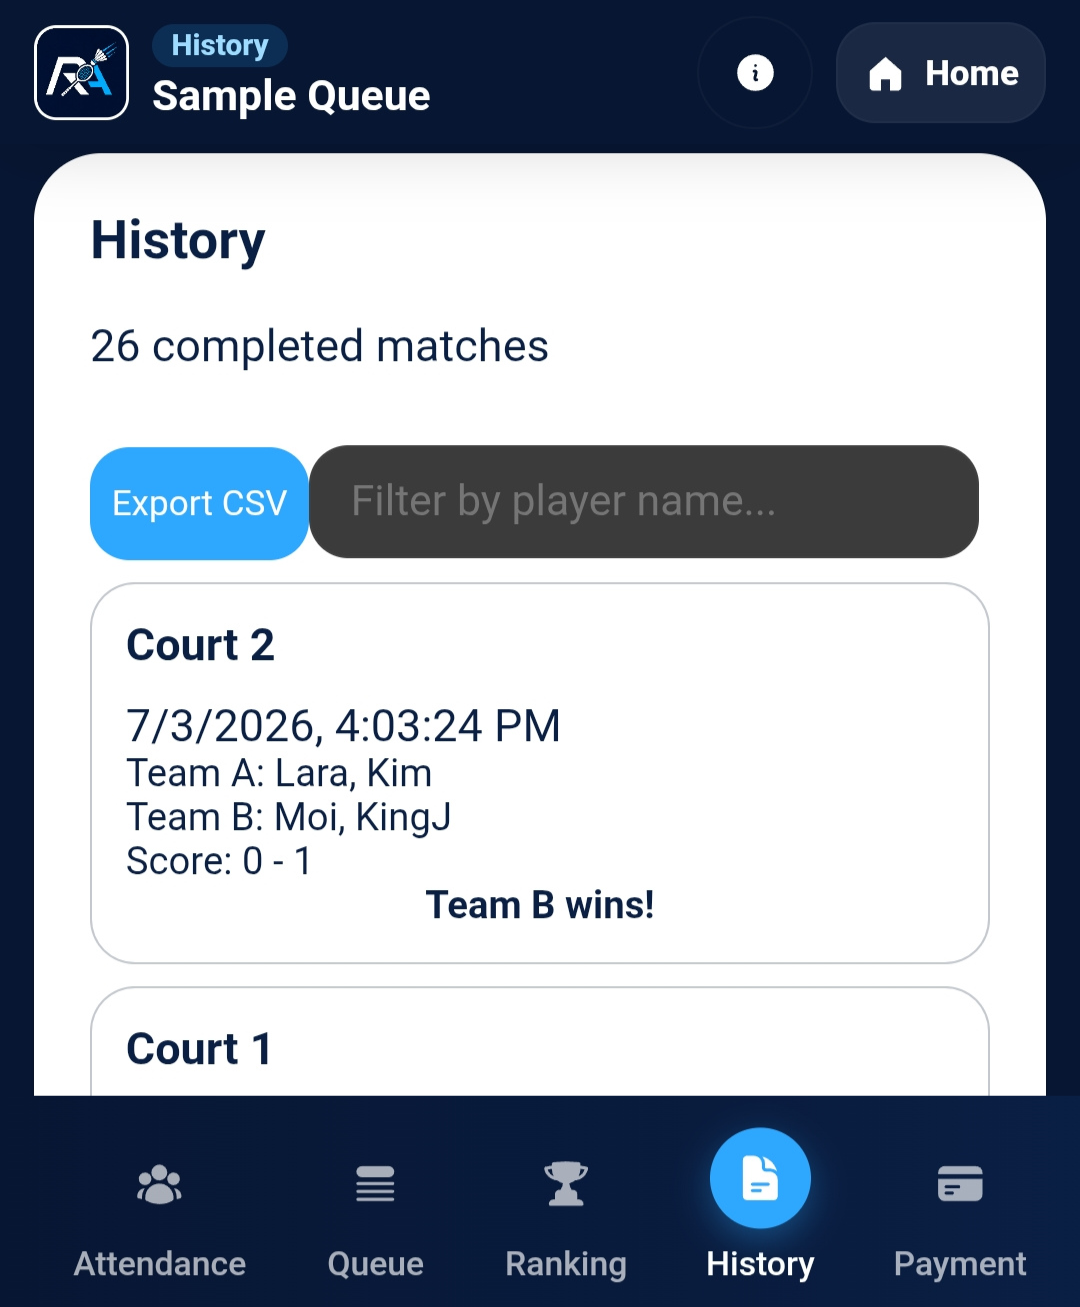 RA
History
Sample Queue
Home
History
26 completed matches
Export CSV
Filter by player name...
Court 2
7/3/2026, 4:03:24 PM
Team A: Lara, Kim
Team B: Moi, KingJ
Score: 0 - 1
Team B wins!
Court 1
Attendance
Queue
Ranking
History
Payment